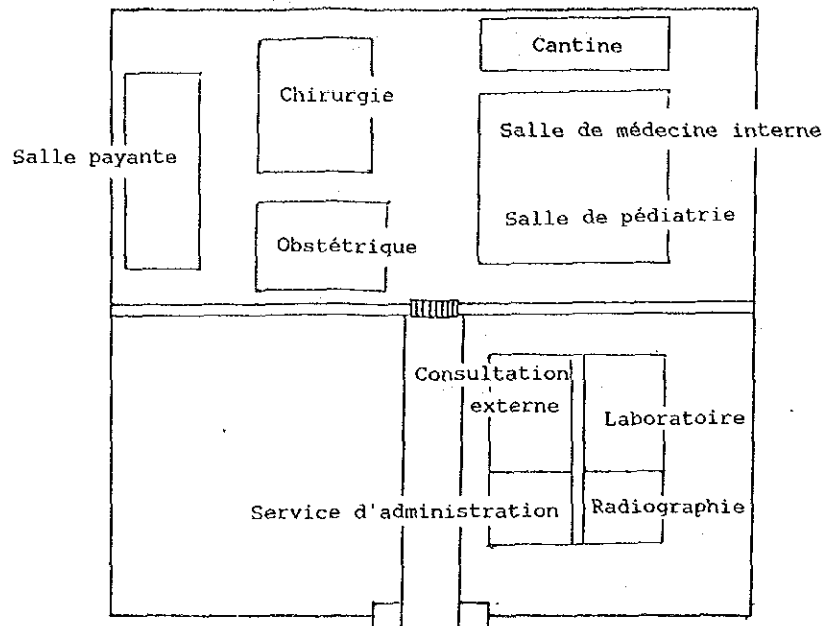 Cantine
Chirurgie
Salle de médecine interne
Salle payante
Salle de pédiatrie
Obstétrique
Consultation
externe
Laboratoire
Service d'administration
Radiographie